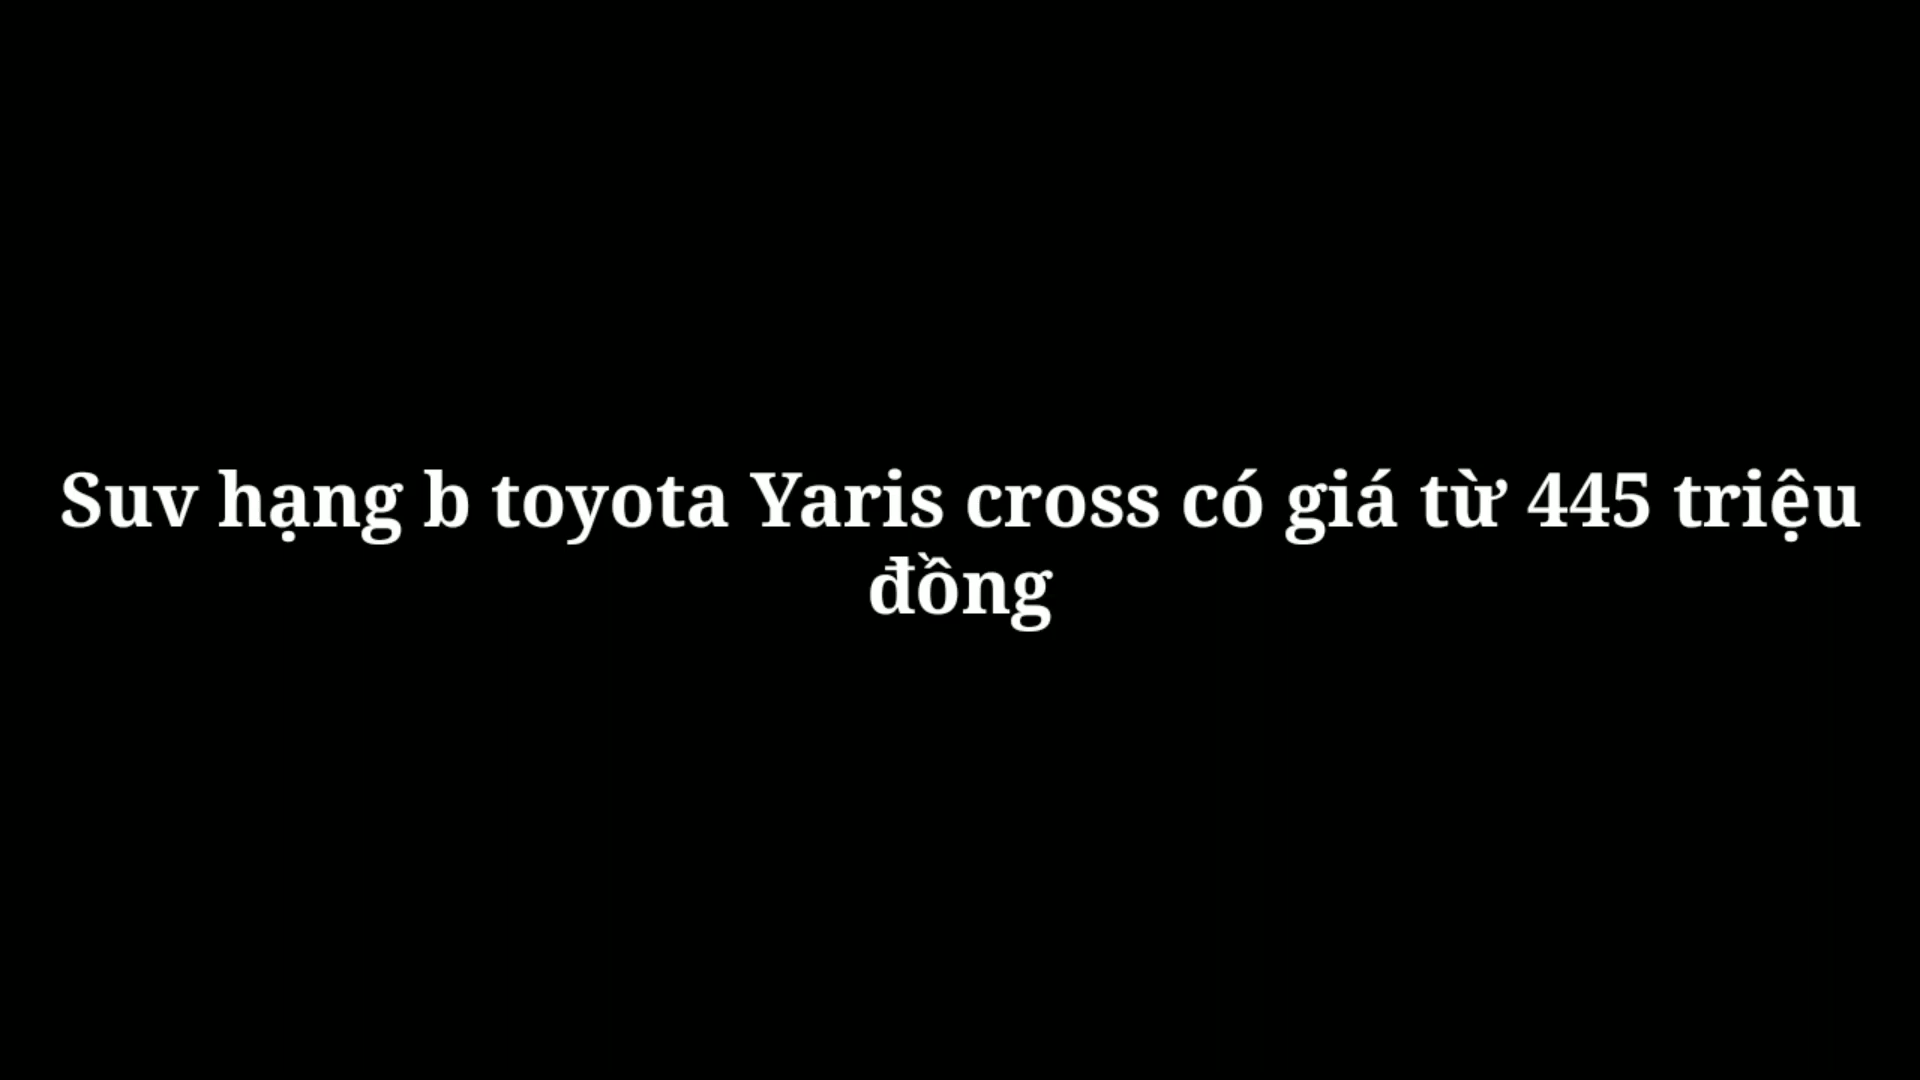 Suv hạng b toyota Yaris cross có giá từ 445 triệu
đồng